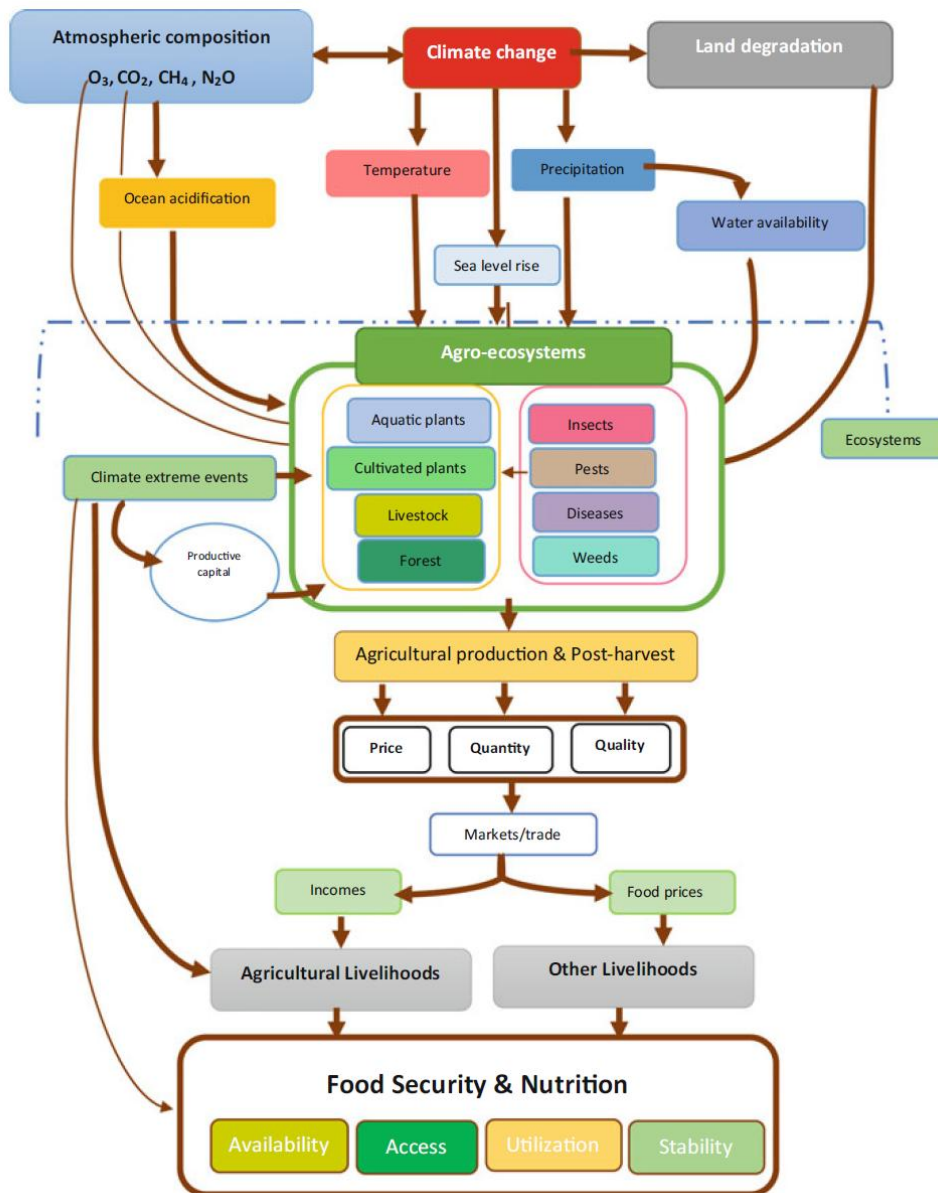 Atmospheric composition
O₃, CO₂, CH₄ , N₂O
Climate change
Land degradation
Temperature
Precipitation
Ocean acidification
Water availability
Sea level rise
Agro-ecosystems
Aquatic plants
Insects
Ecosystems
Cultivated plants
Pests
Climate extreme events
Livestock
Diseases
Productive
capital
Forest
Weeds
Agricultural production & Post-harvest
Price
Quantity
Quality
Markets/trade
Incomes
Food prices
Agricultural Livelihoods
Other Livelihoods
Food Security & Nutrition
Availability
Access
Utilization
Stability